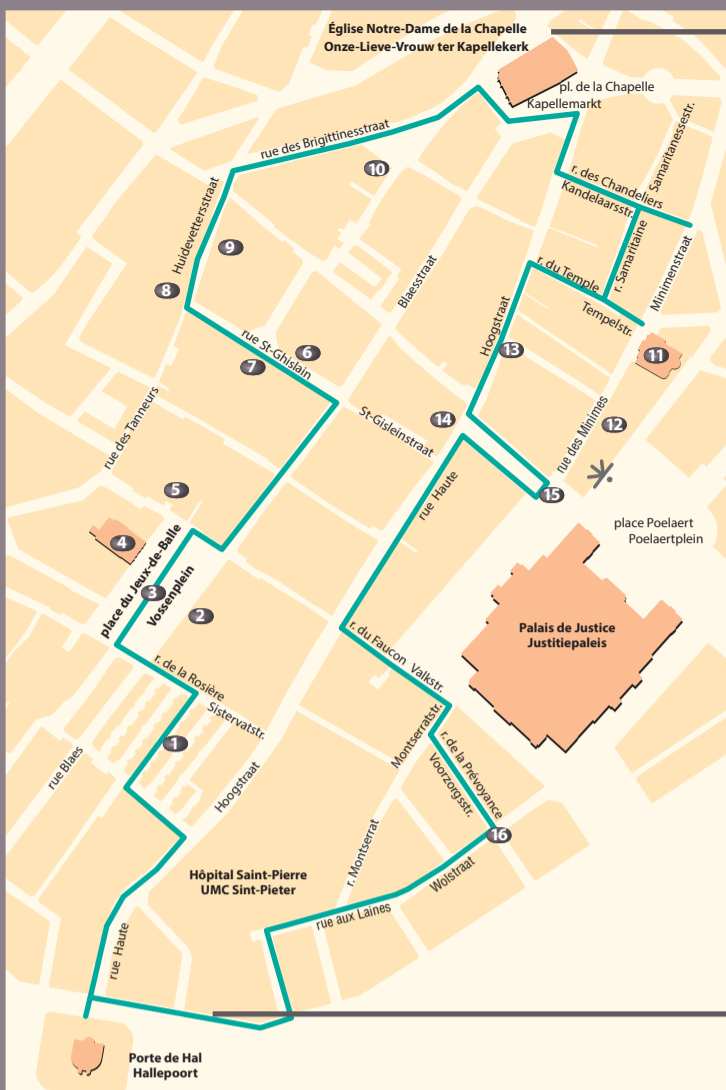 Église Notre-Dame de la Chapelle
Onze-Lieve-Vrouw ter Kapellekerk
pl. de la Chapelle
Kapellemarkt
rue des Brigittinesstraat
10
Samaritanessestr.
r. des Chandeliers
Kandelaarsstr.
r. Samaritaine
Huidevettersstraat
9
8
Blaesstraat
r. du Temple
Tempelstr.
Minimenstraat
Hoogstraat
13
11
6
rue St-Ghislain
7
St-Gisleinstraat
14
12
rue des Minimes
rue des Tanneurs
5
rue Haute
15
place Poelaert
Poelaertplein
4
place du Jeux-de-Balle
Vossenplein
3
2
Palais de Justice
Justitiepaleis
r. du Faucon Valkstr.
r. de la Rosière
Sistervatstr.
1
Montserratstr.
r. de la Prévoyance
Voorzorgsstr.
rue Blaes
Hoogstraat
16
r. Montserrat
Hôpital Saint-Pierre
UMC Sint-Pieter
Wolstraat
rue aux Laines
rue Haute
Porte de Hal
Hallepoort